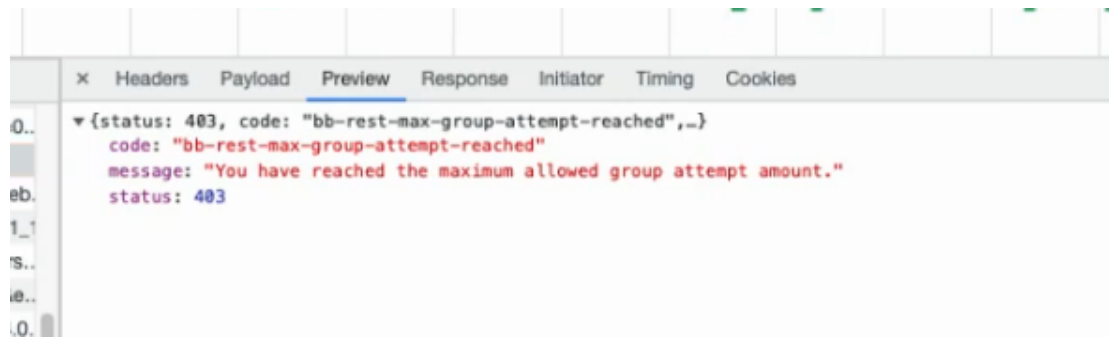 × Headers Payload Preview Response Initiator Timing Cookies
▼{status: 403, code: "bb-rest-max-group-attempt-reached",…}
code: "bb-rest-max-group-attempt-reached"
message: "You have reached the maximum allowed group attempt amount."
status: 403
eb.